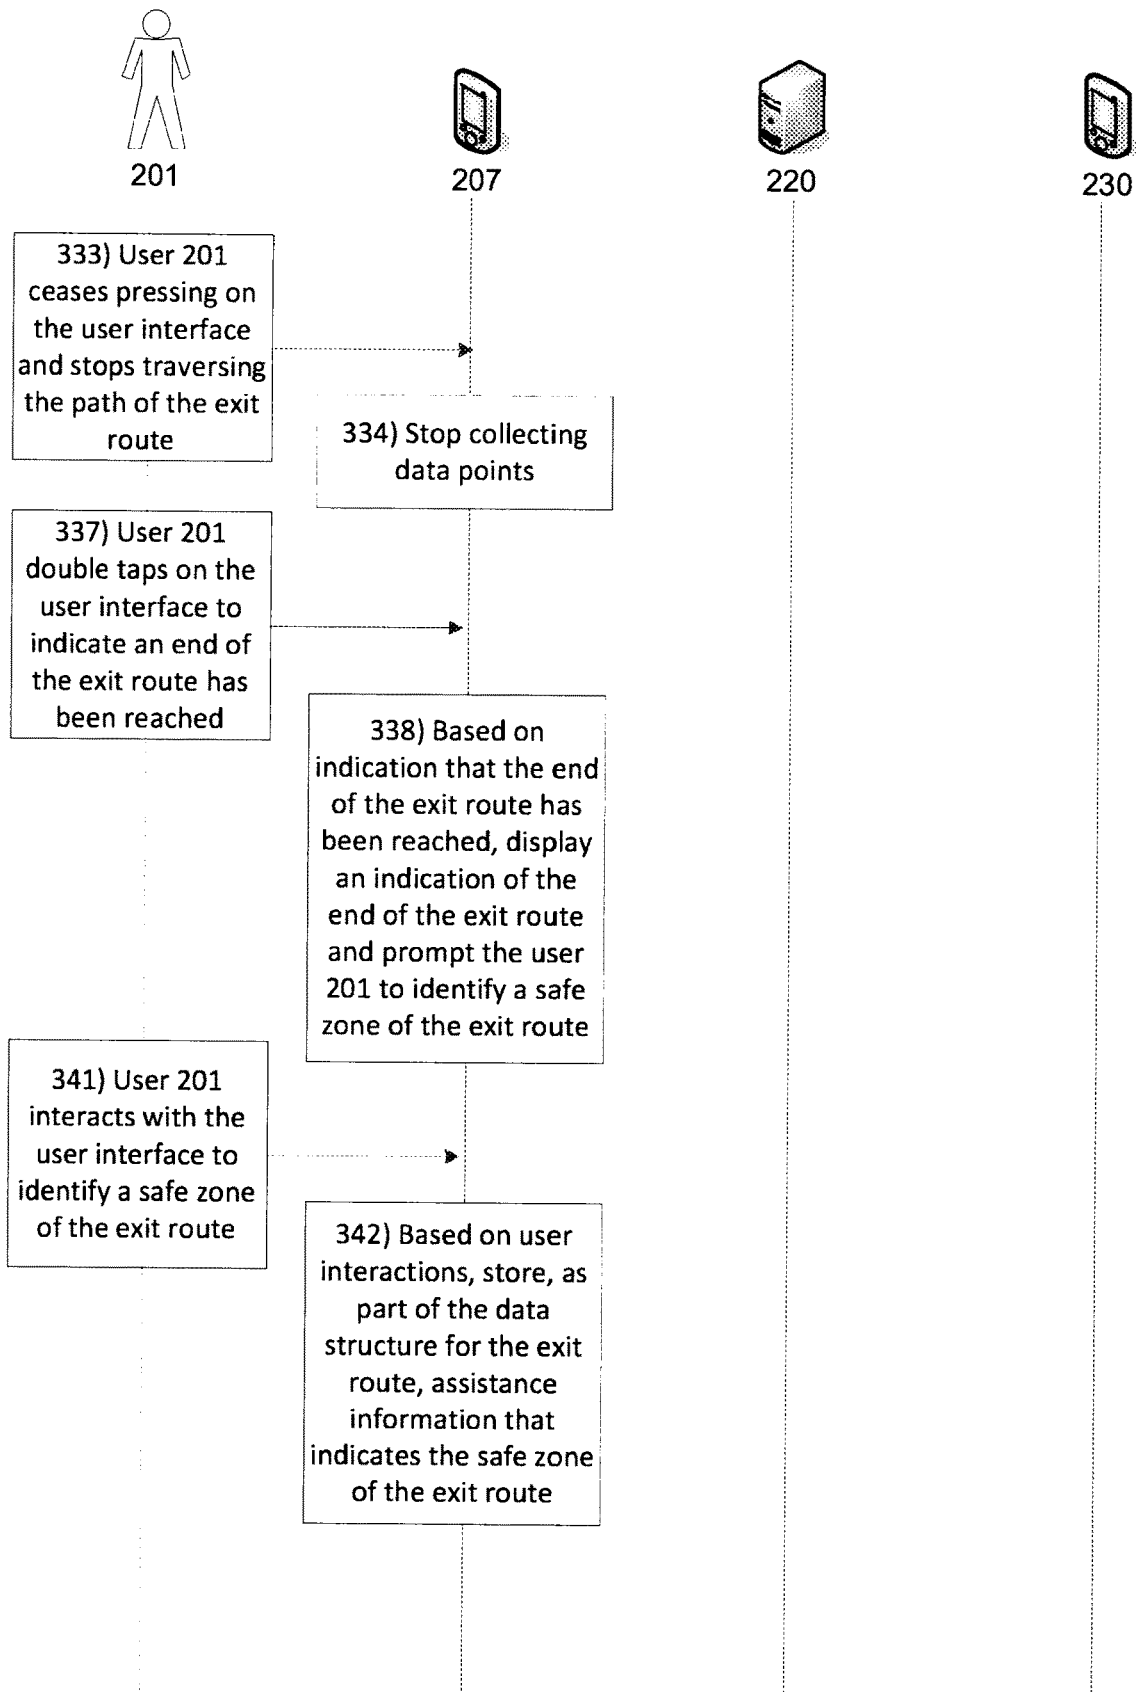 201
207
220
230
333) User 201
ceases pressing on
the user interface
and stops traversing
the path of the exit
route
334) Stop collecting
data points
337) User 201
double taps on the
user interface to
indicate an end of
the exit route has
been reached
338) Based on
indication that the end
of the exit route has
been reached, display
an indication of the
end of the exit route
and prompt the user
201 to identify a safe
zone of the exit route
341) User 201
interacts with the
user interface to
identify a safe zone
of the exit route
342) Based on user
interactions, store, as
part of the data
structure for the exit
route, assistance
information that
indicates the safe zone
of the exit route